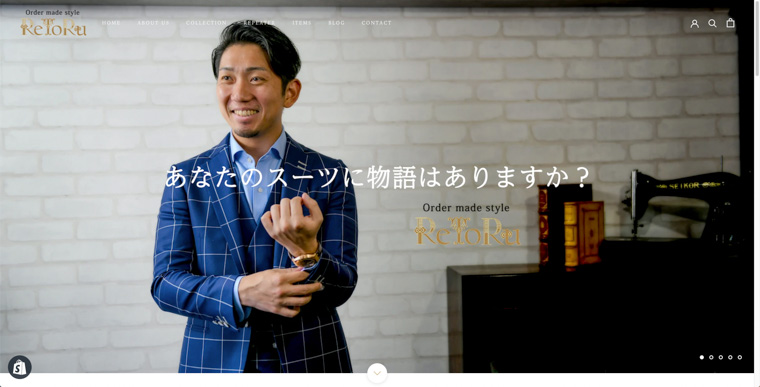 Order made style
ReToRu
HOME ABOUT US COLLECTION REPEATER ITEMS BLOG CONTACT
あなたのスーツに物語はありますか？
Order made style
ReToRu